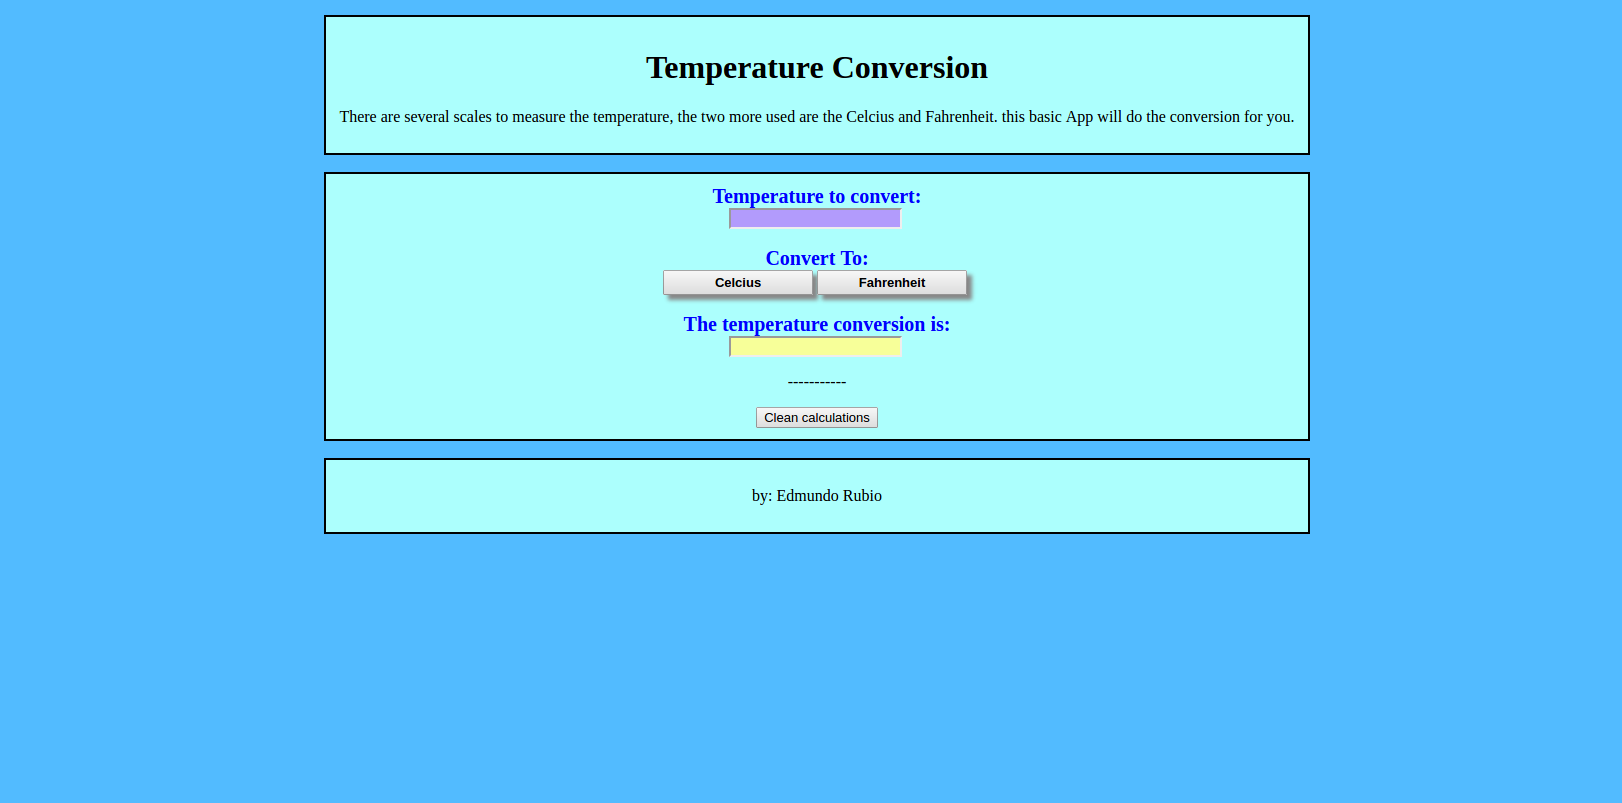 Temperature Conversion
There are several scales to measure the temperature, the two more used are the Celcius and Fahrenheit. this basic App will do the conversion for you.
Temperature to convert:
Convert To:
Celcius Fahrenheit
The temperature conversion is:
-----------
Clean calculations
by: Edmundo Rubio